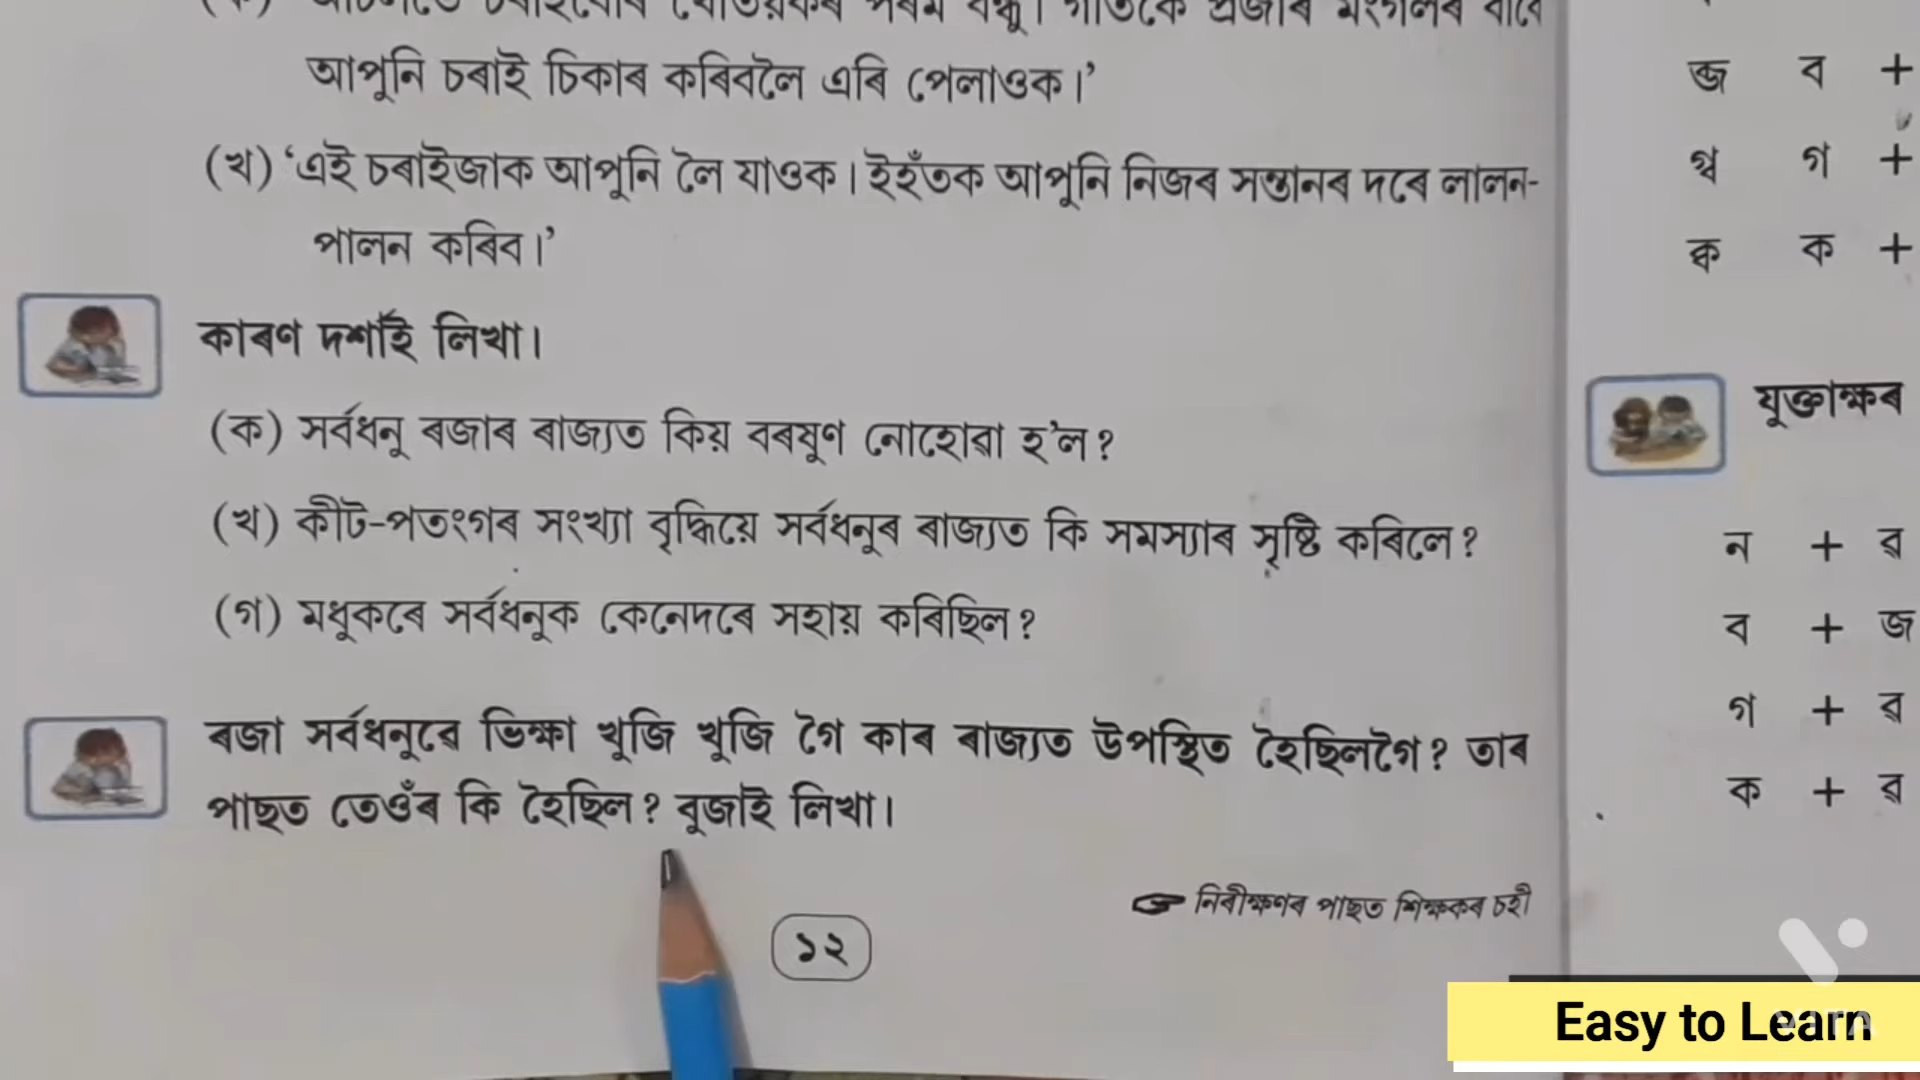 আপুনি চৰাই চিকাৰ কৰিবলৈ এৰি পেলাওক।’
(খ) ‘এই চৰাইজাক আপুনি লৈ যাওক। ইহঁতক আপুনি নিজৰ সন্তানৰ দৰে লালন-
পালন কৰিব।’
কাৰণ দৰ্শাই লিখা।
(ক) সৰ্বধনু ৰজাৰ ৰাজ্যত কিয় বৰষুণ নোহোৱা হ’ল?
(খ) কীট-পতংগৰ সংখ্যা বৃদ্ধিয়ে সৰ্বধনুৰ ৰাজ্যত কি সমস্যাৰ সৃষ্টি কৰিলে?
(গ) মধুকৰে সৰ্বধনুক কেনেদৰে সহায় কৰিছিল?
ৰজা সৰ্বধনুৱে ভিক্ষা খুজি খুজি গৈ কাৰ ৰাজ্যত উপস্থিত হৈছিলগৈ? তাৰ
পাছত তেওঁৰ কি হৈছিল? বুজাই লিখা।
☞ নিৰীক্ষণৰ পাছত শিক্ষকৰ চহী
১২
ব্জ ব +
গ্ব গ +
ক্ব ক +
যুক্তাক্ষৰ
ন + ৱ
ব + জ
গ + ৱ
ক + ৱ
Easy to Learn
VITA